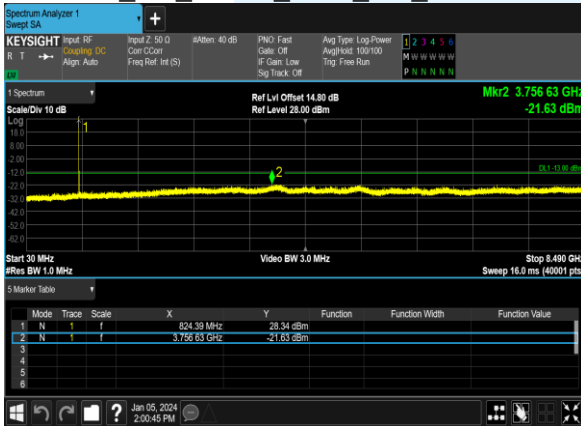 Spectrum Analyzer 1
Swept SA
+
KEYSIGHT Input: RF Input Z: 50 Ω #Atten: 40 dB PNO: Fast Avg Type: Log-Power 1 2 3 4 5 6
R T Coupling: DC Corr CCorr Gate: Off Avg|Hold: 100/100 M W W W W W
Align: Auto Freq Ref: Int (S) IF Gain: Low Trig: Free Run
Sig Track: Off P N N N N N
1 Spectrum Ref Lvl Offset 14.80 dB Mkr2 3.756 63 GHz
Scale/Div 10 dB Ref Level 28.00 dBm -21.63 dBm
Log
1
18.0
8.00
-2.00
DL1 -13.00 dBm
-12.0
2
-22.0
-32.0
-42.0
-52.0
-62.0
Start 30 MHz Video BW 3.0 MHz Stop 8.490 GHz
#Res BW 1.0 MHz Sweep 16.0 ms (40001 pts)
5 Marker Table
Mode Trace Scale X Y Function Function Width Function Value
1 N 1 f 824.39 MHz 28.34 dBm
2 N 1 f 3.756 63 GHz -21.63 dBm
3
4
5
6
? Jan 05, 2024
2:00:45 PM